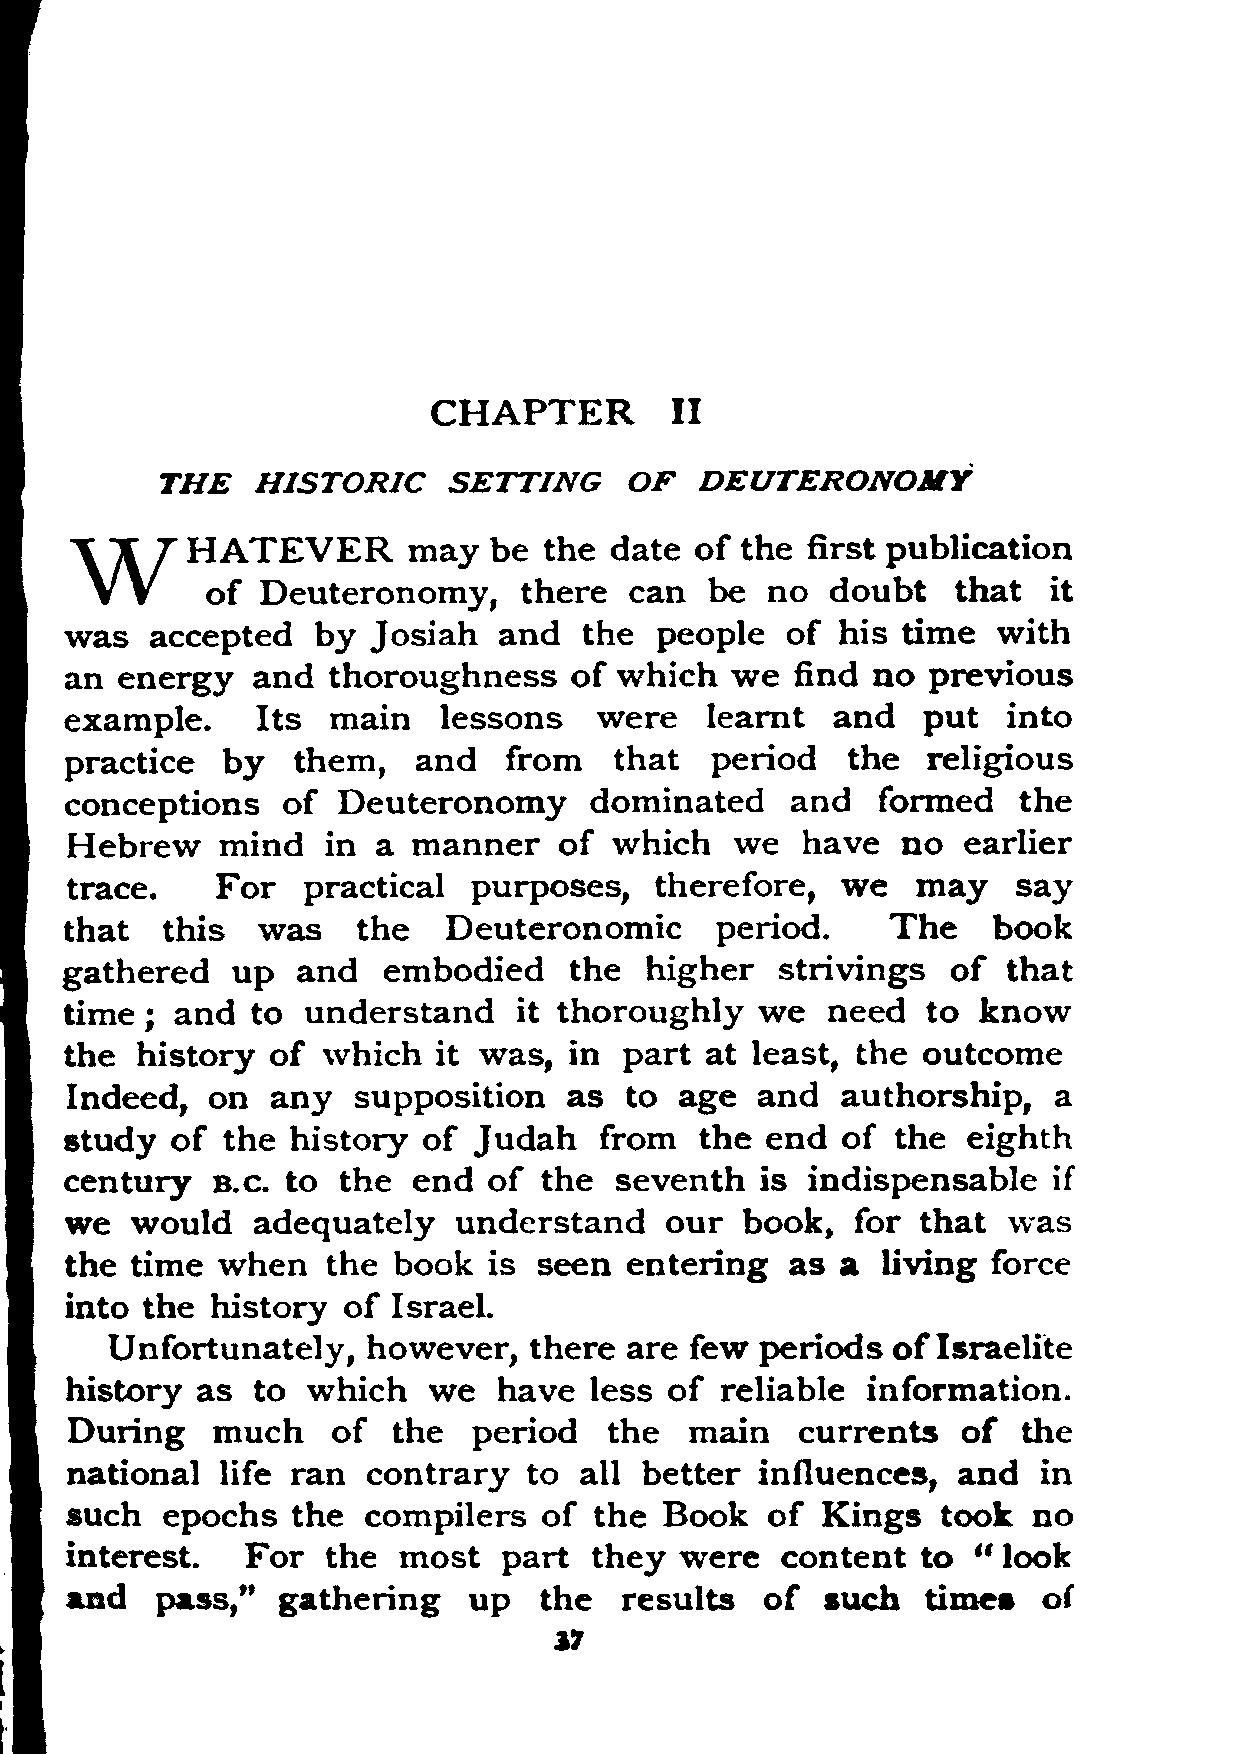 CHAPTER II
THE HISTORIC SETTING OF DEUTERONOMY
WHATEVER may be the date of the first publication
of Deuteronomy, there can be no doubt that it
was accepted by Josiah and the people of his time with
an energy and thoroughness of which we find no previous
example. Its main lessons were learnt and put into
practice by them, and from that period the religious
conceptions of Deuteronomy dominated and formed the
Hebrew mind in a manner of which we have no earlier
trace. For practical purposes, therefore, we may say
that this was the Deuteronomic period. The book
gathered up and embodied the higher strivings of that
time ; and to understand it thoroughly we need to know
the history of which it was, in part at least, the outcome
Indeed, on any supposition as to age and authorship, a
study of the history of Judah from the end of the eighth
century B.C. to the end of the seventh is indispensable if
we would adequately understand our book, for that was
the time when the book is seen entering as a living force
into the history of Israel.
Unfortunately, however, there are few periods of Israelite
history as to which we have less of reliable information.
During much of the period the main currents of the
national life ran contrary to all better influences, and in
such epochs the compilers of the Book of Kings took no
interest. For the most part they were content to "look
and pass," gathering up the results of such times of